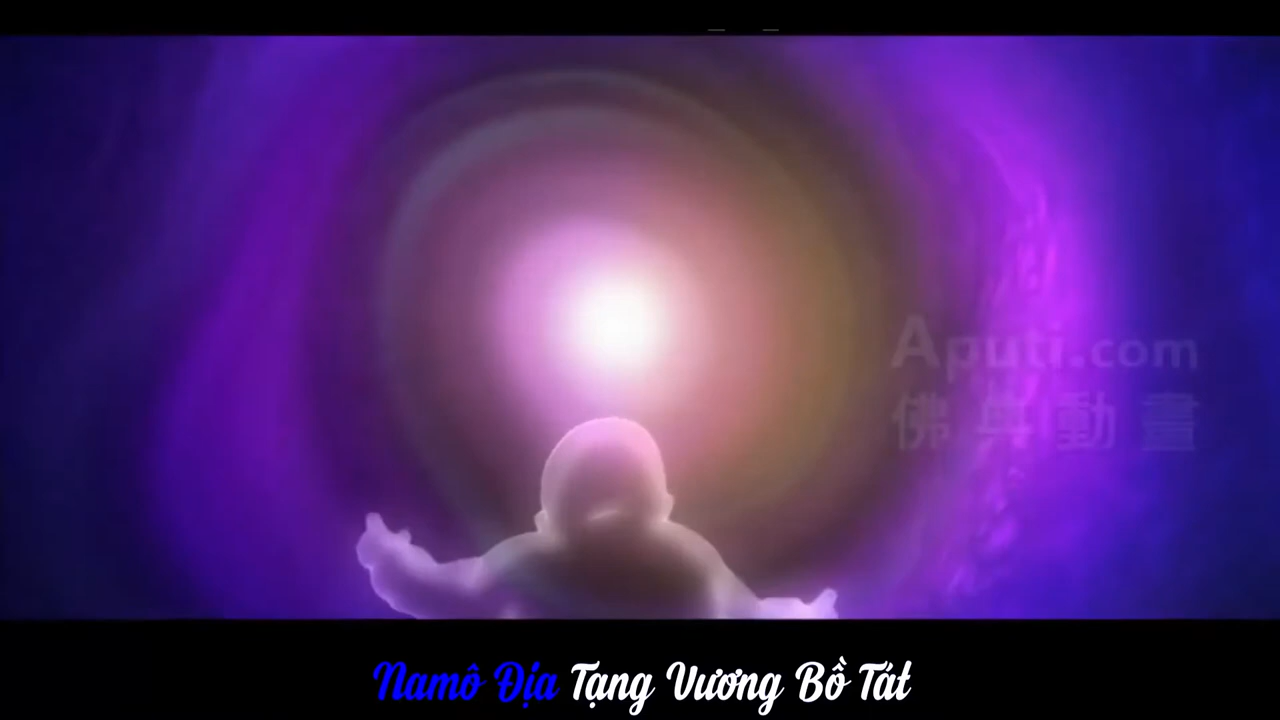 Aputi.com
佛典動畫
Namô Địa Tạng Vương Bồ Tát